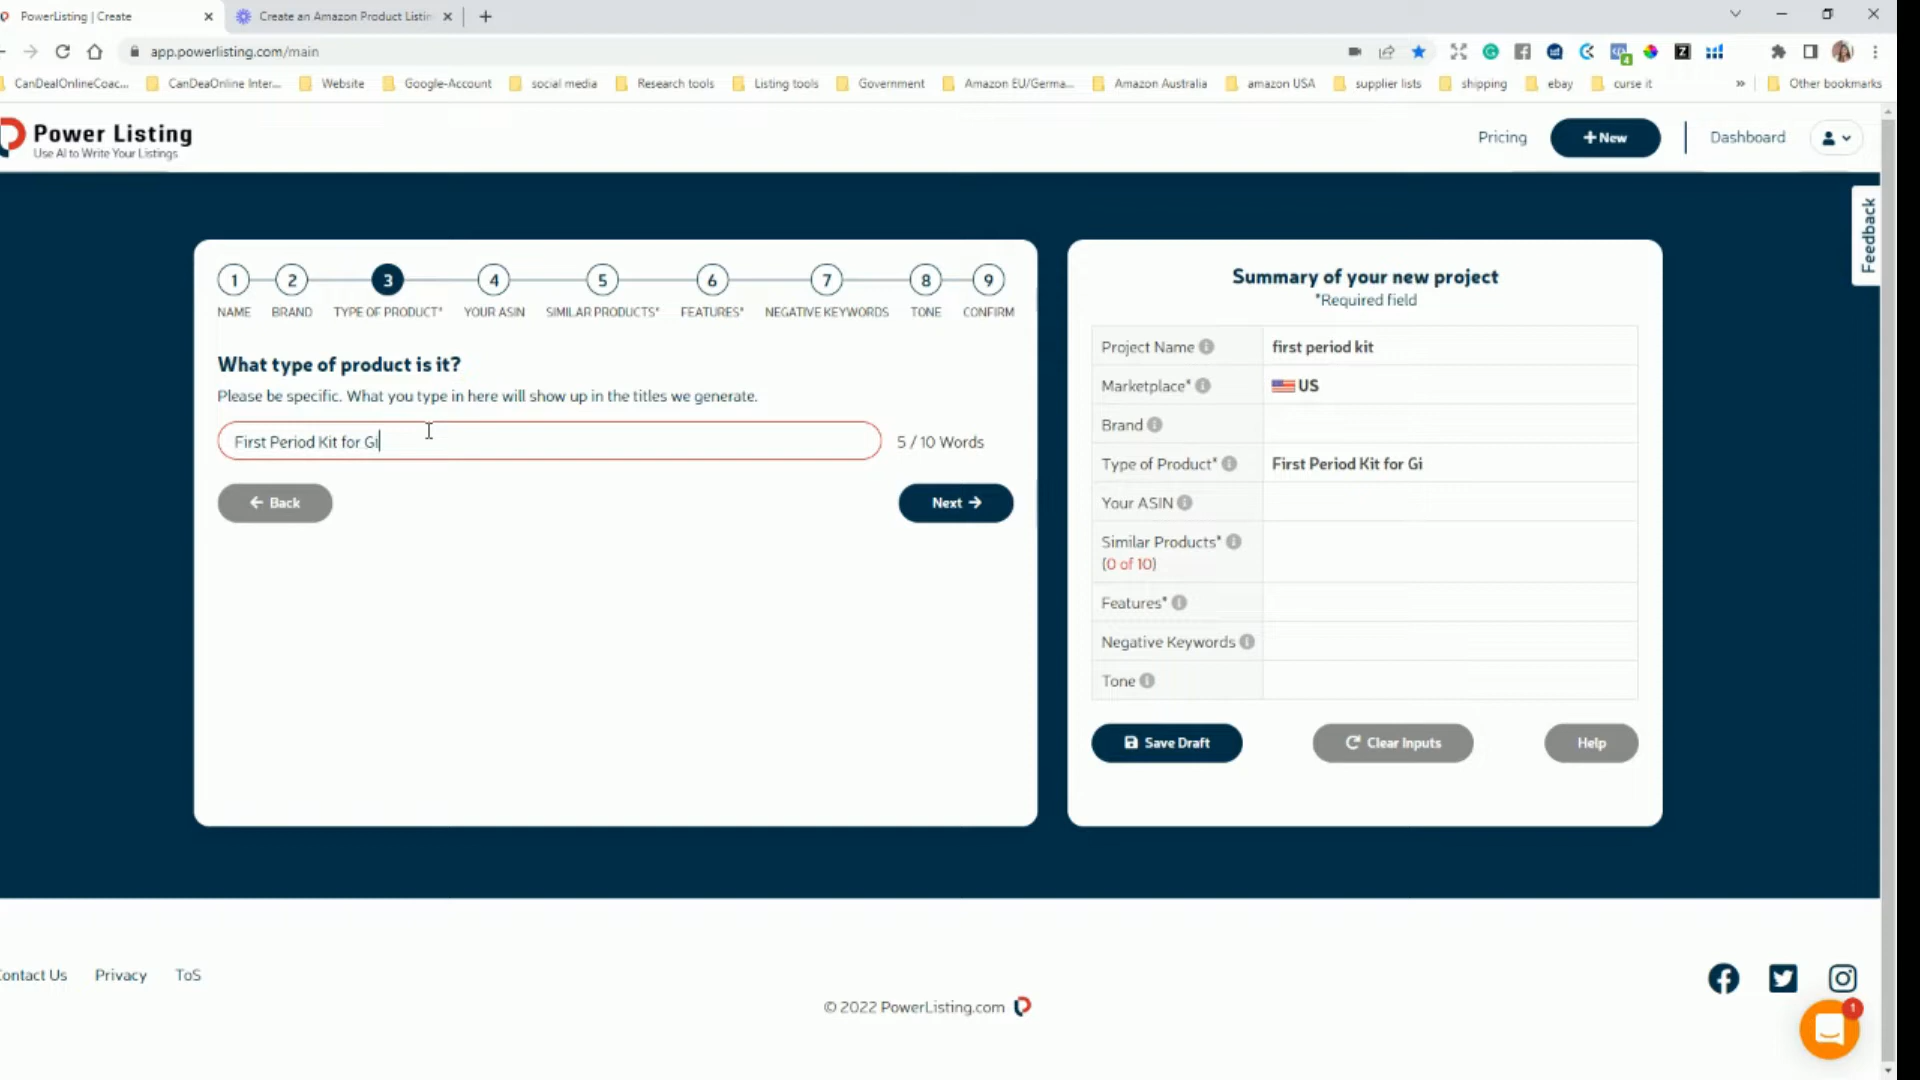 PowerListing | Create
Create an Amazon Product Listin
app.powerlisting.com/main
4
CanDealOnlineCoac... CanDeaOnline Inter... Website Google-Account social media Research tools Listing tools Government Amazon EU/Germa... Amazon Australia amazon USA supplier lists shipping ebay curse it » Other bookmarks
Power Listing
Use AI to Write Your Listings
Pricing
+ New
Dashboard
Feedback
1 2 3 4 5 6 7 8 9
NAME BRAND TYPE OF PRODUCT* YOUR ASIN SIMILAR PRODUCTS* FEATURES* NEGATIVE KEYWORDS TONE CONFIRM
What type of product is it?
Please be specific. What you type in here will show up in the titles we generate.
First Period Kit for Gi
5 / 10 Words
← Back
Next →
Summary of your new project
*Required field
Project Name first period kit
Marketplace* US
Brand
Type of Product* First Period Kit for Gi
Your ASIN
Similar Products*
(0 of 10)
Features*
Negative Keywords
Tone
Save Draft
Clear Inputs
Help
Contact Us Privacy ToS
© 2022 PowerListing.com
1